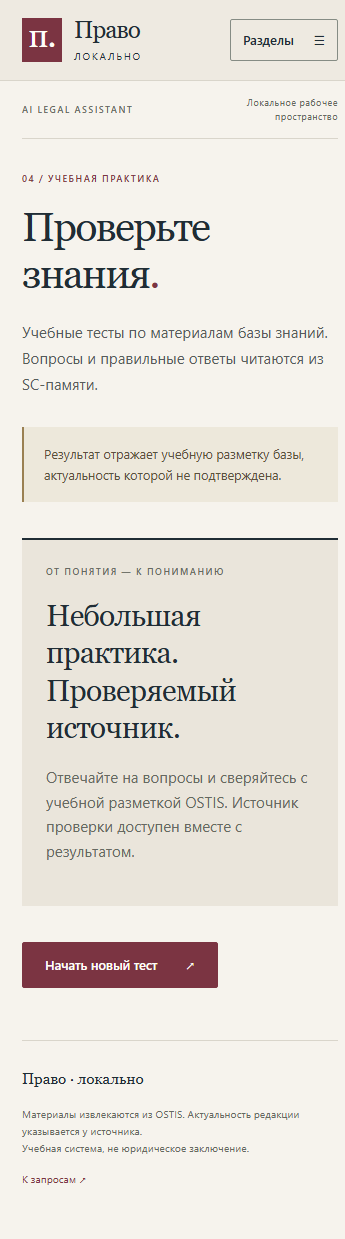 П.
Право
ЛОКАЛЬНО
Разделы ☰
AI LEGAL ASSISTANT
Локальное рабочее
пространство
04 / УЧЕБНАЯ ПРАКТИКА
Проверьте
знания.
Учебные тесты по материалам базы знаний.
Вопросы и правильные ответы читаются из
SC-памяти.
Результат отражает учебную разметку базы,
актуальность которой не подтверждена.
ОТ ПОНЯТИЯ — К ПОНИМАНИЮ
Небольшая
практика.
Проверяемый
источник.
Отвечайте на вопросы и сверяйтесь с
учебной разметкой OSTIS. Источник
проверки доступен вместе с
результатом.
Начать новый тест ↗
Право · локально
Материалы извлекаются из OSTIS. Актуальность редакции
указывается у источника.
Учебная система, не юридическое заключение.
К запросам ↗